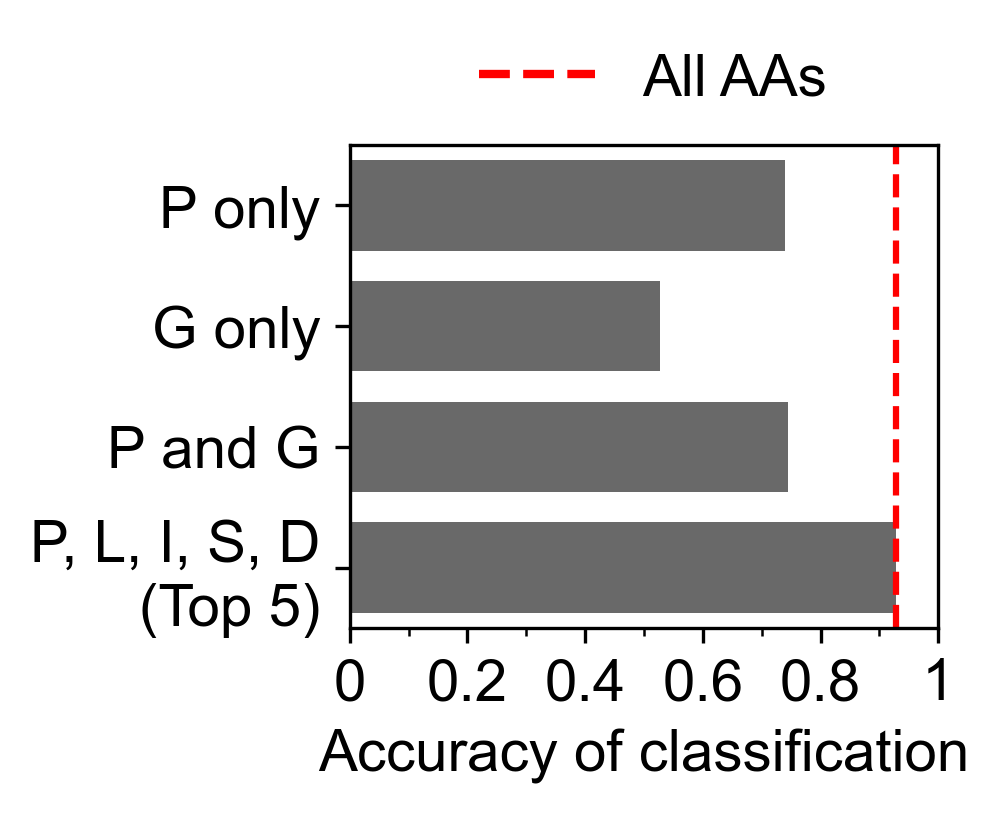 All AAs
P only
G only
P and G
P, L, I, S, D
(Top 5)
0 0.2 0.4 0.6 0.8 1
Accuracy of classification